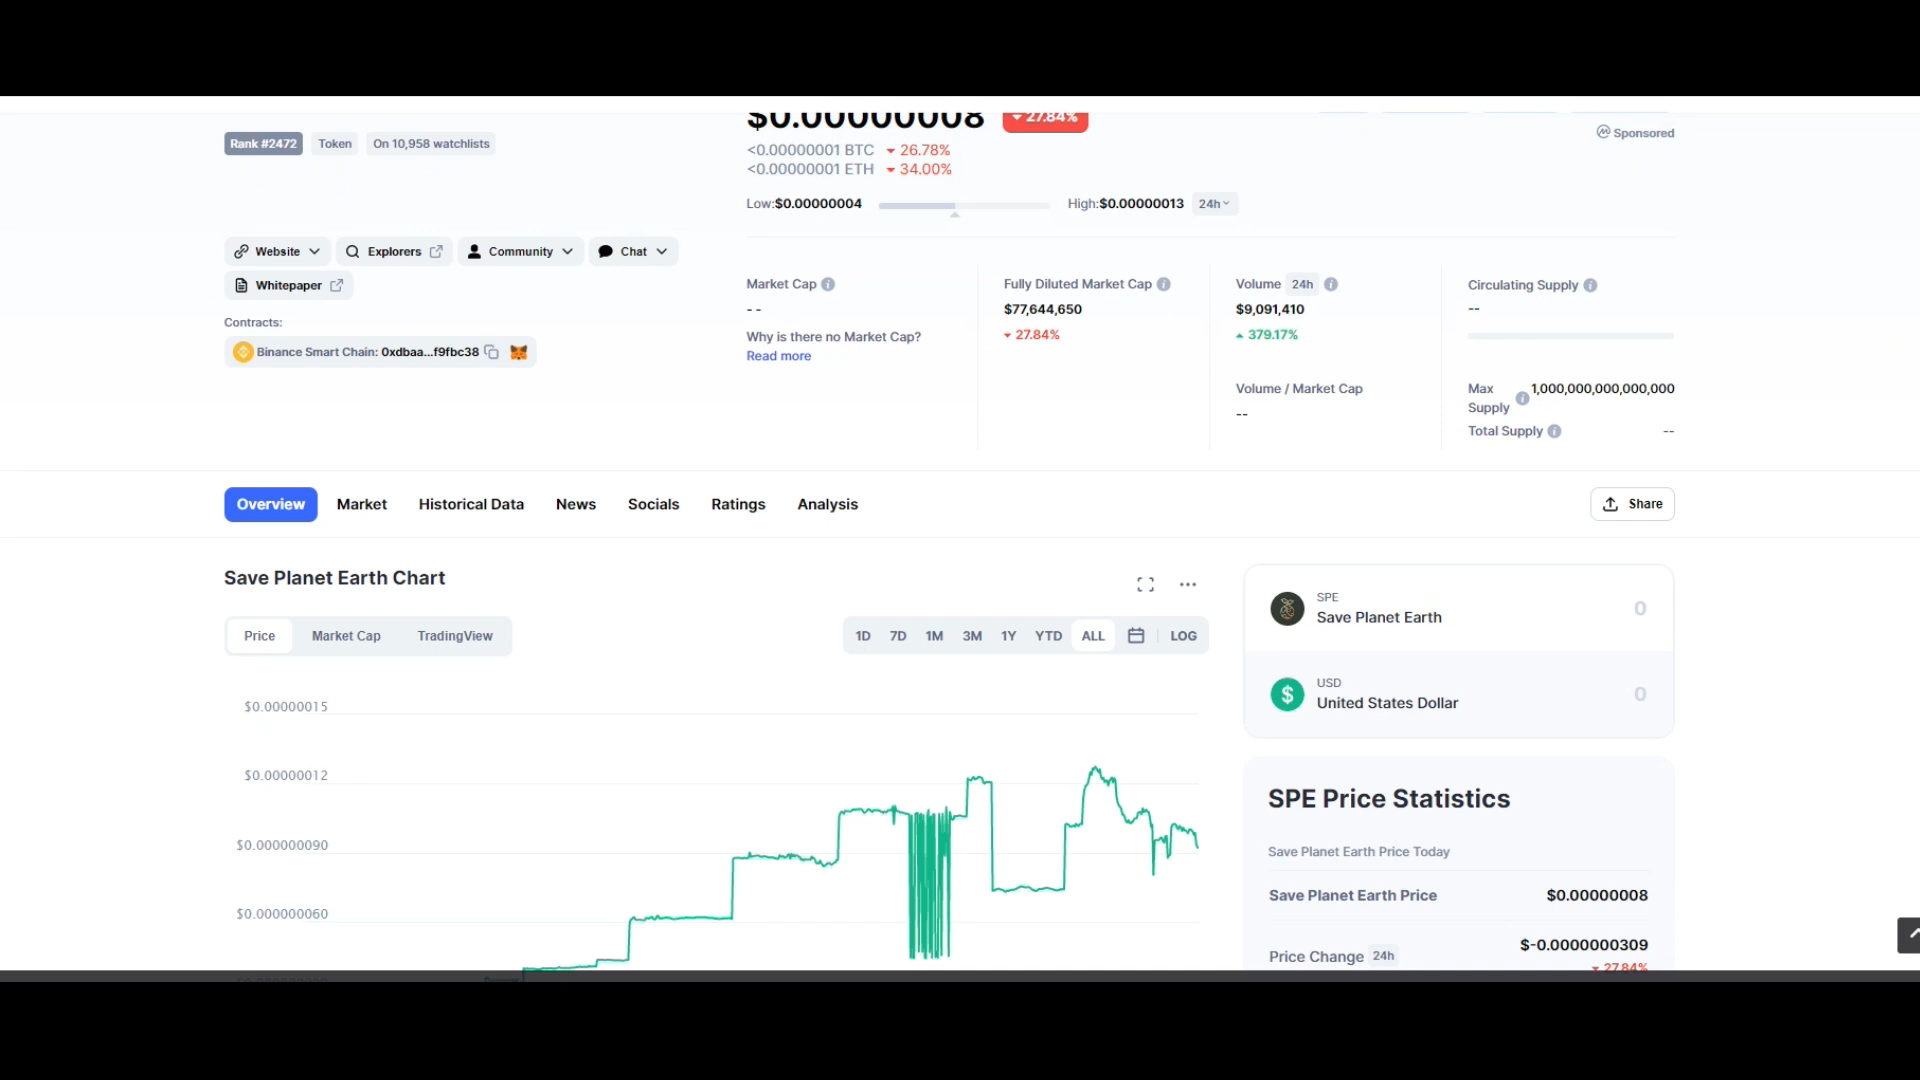 $0.00000008 27.84%
Rank #2472 Token On 10,958 watchlists
Sponsored
<0.00000001 BTC 26.78%
<0.00000001 ETH 34.00%
Low:$0.00000004 High:$0.00000013 24h
Website Explorers Community Chat
Whitepaper
Contracts:
Binance Smart Chain: 0xdbaa...f9fbc38
Market Cap
- -
Why is there no Market Cap?
Read more
Fully Diluted Market Cap
$77,644,650
27.84%
Volume 24h
$9,091,410
379.17%
Volume / Market Cap
--
Circulating Supply
--
Max Supply 1,000,000,000,000,000
Total Supply --
Overview Market Historical Data News Socials Ratings Analysis Share
Save Planet Earth Chart
Price Market Cap TradingView 1D 7D 1M 3M 1Y YTD ALL LOG
$0.00000015
$0.00000012
$0.000000090
$0.000000060
SPE
Save Planet Earth 0
USD
United States Dollar 0
SPE Price Statistics
Save Planet Earth Price Today
Save Planet Earth Price $0.00000008
Price Change 24h $-0.0000000309
27.84%